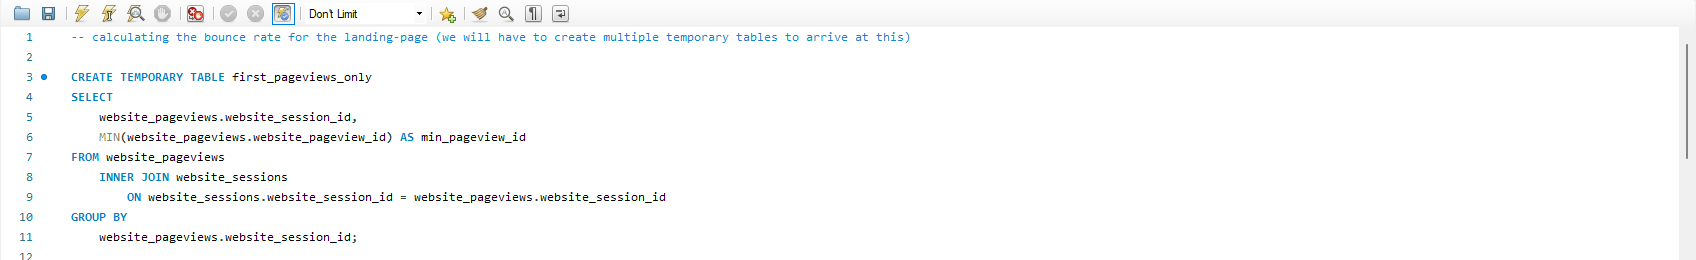 Don't Limit
1 -- calculating the bounce rate for the landing-page (we will have to create multiple temporary tables to arrive at this)
2
3 CREATE TEMPORARY TABLE first_pageviews_only
4 SELECT
5 website_pageviews.website_session_id,
6 MIN(website_pageviews.website_pageview_id) AS min_pageview_id
7 FROM website_pageviews
8 INNER JOIN website_sessions
9 ON website_sessions.website_session_id = website_pageviews.website_session_id
10 GROUP BY
11 website_pageviews.website_session_id;
12